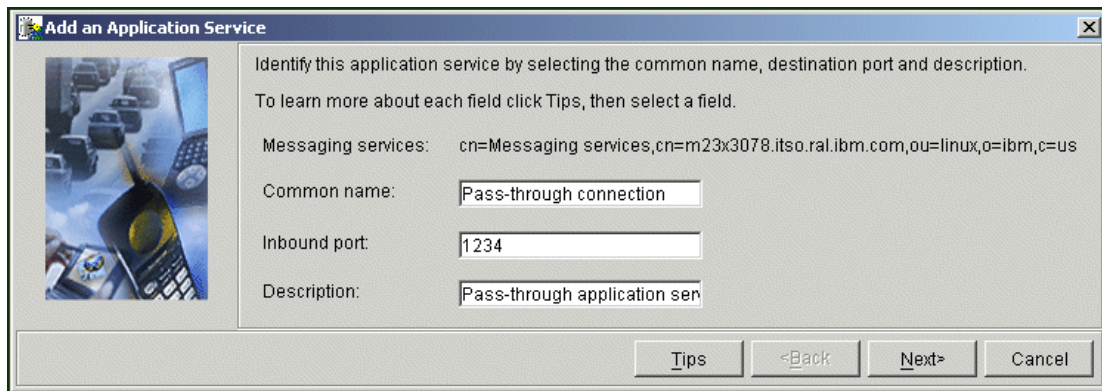 Add an Application Service
Identify this application service by selecting the common name, destination port and description.
To learn more about each field click Tips, then select a field.
Messaging services: cn=Messaging services,cn=m23x3078.itso.ral.ibm.com,ou=linux,o=ibm,c=us
Common name: Pass-through connection
Inbound port: 1234
Description: Pass-through application ser
Tips <Back Next> Cancel